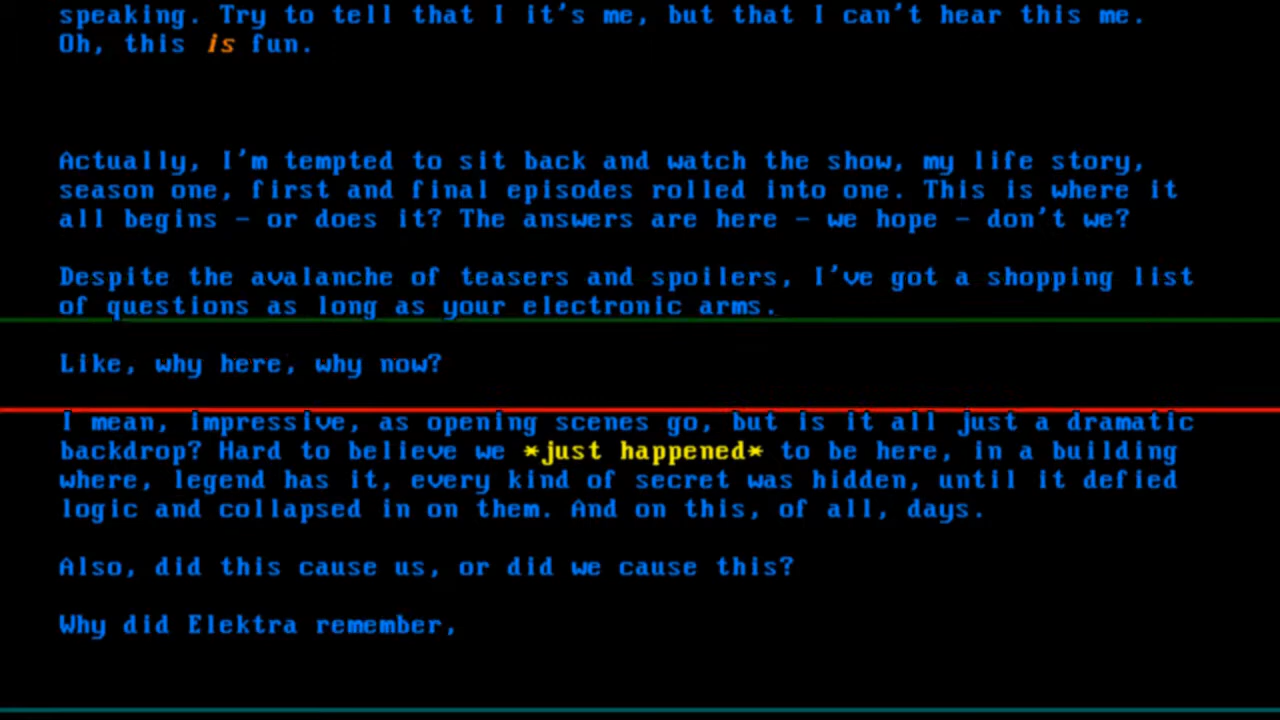 speaking. Try to tell that I it's me, but that I can't hear this me.
Oh, this is fun.
Actually, I'm tempted to sit back and watch the show, my life story,
season one, first and final episodes rolled into one. This is where it
all begins - or does it? The answers are here - we hope - don't we?
Despite the avalanche of teasers and spoilers, I've got a shopping list
of questions as long as your electronic arms.
Like, why here, why now?
I mean, impressive, as opening scenes go, but is it all just a dramatic
backdrop? Hard to believe we *just happened* to be here, in a building
where, legend has it, every kind of secret was hidden, until it defied
logic and collapsed in on them. And on this, of all, days.
Also, did this cause us, or did we cause this?
Why did Elektra remember,